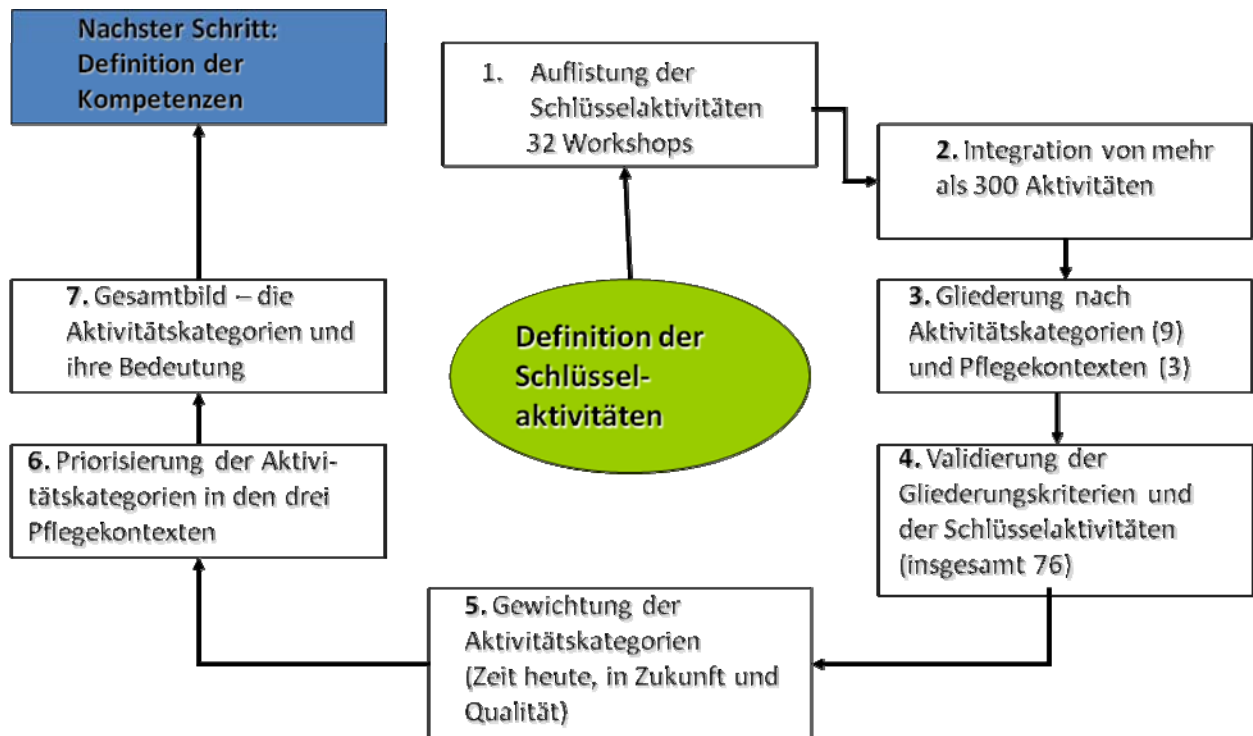 Nachster Schritt:
Definition der
Kompetenzen
1. Auflistung der
Schlüsselaktivitäten
32 Workshops
2. Integration von mehr
als 300 Aktivitäten
3. Gliederung nach
Aktivitätskategorien (9)
und Pflegekontexten (3)
4. Validierung der
Gliederungskriterien und
der Schlüsselaktivitäten
(insgesamt 76)
5. Gewichtung der
Aktivitätskategorien
(Zeit heute, in Zukunft und
Qualität)
6. Priorisierung der Aktivi-
tätskategorien in den drei
Pflegekontexten
7. Gesamtbild – die
Aktivitätskategorien und
ihre Bedeutung
Definition der
Schlüssel-
aktivitäten